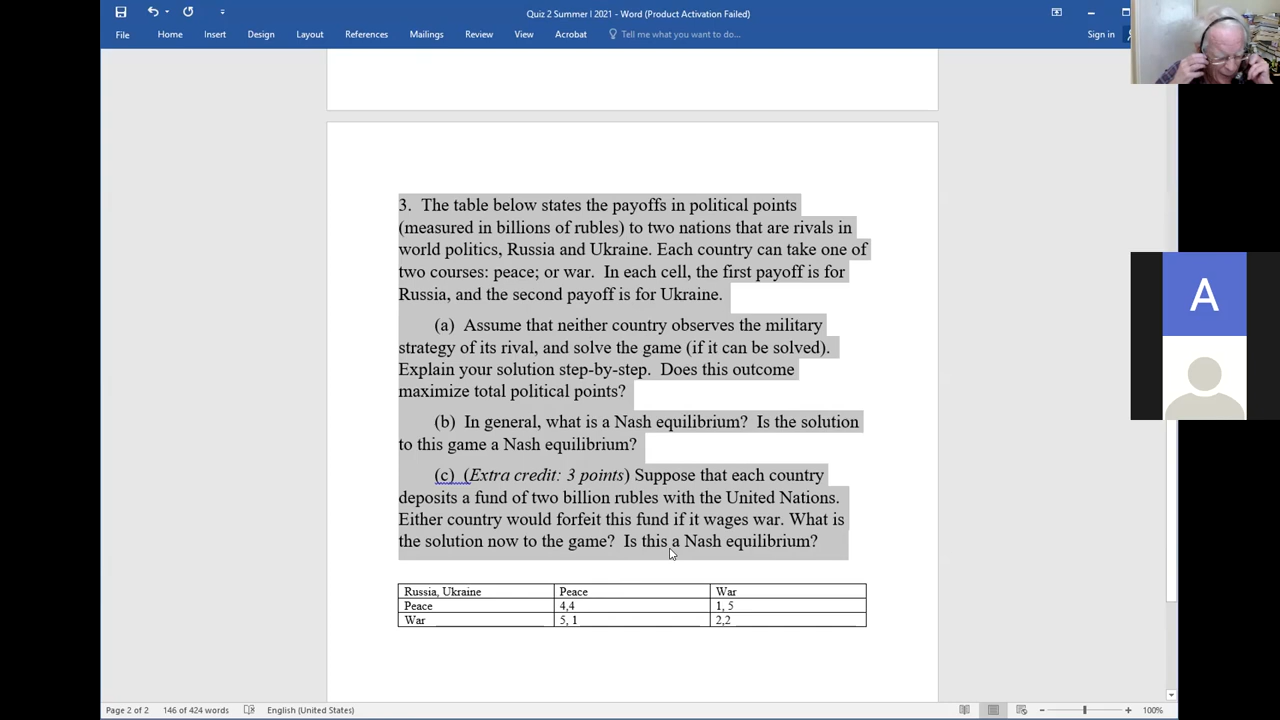 Quiz 2 Summer I 2021 - Word (Product Activation Failed)
File Home Insert Design Layout References Mailings Review View Acrobat Tell me what you want to do... Sign in
3. The table below states the payoffs in political points
(measured in billions of rubles) to two nations that are rivals in
world politics, Russia and Ukraine. Each country can take one of
two courses: peace; or war. In each cell, the first payoff is for
Russia, and the second payoff is for Ukraine.
(a) Assume that neither country observes the military
strategy of its rival, and solve the game (if it can be solved).
Explain your solution step-by-step. Does this outcome
maximize total political points?
(b) In general, what is a Nash equilibrium? Is the solution
to this game a Nash equilibrium?
(c) (Extra credit: 3 points) Suppose that each country
deposits a fund of two billion rubles with the United Nations.
Either country would forfeit this fund if it wages war. What is
the solution now to the game? Is this a Nash equilibrium?
Russia, Ukraine Peace War
Peace 4,4 1, 5
War 5, 1 2,2
A
Page 2 of 2 146 of 424 words English (United States) 100%